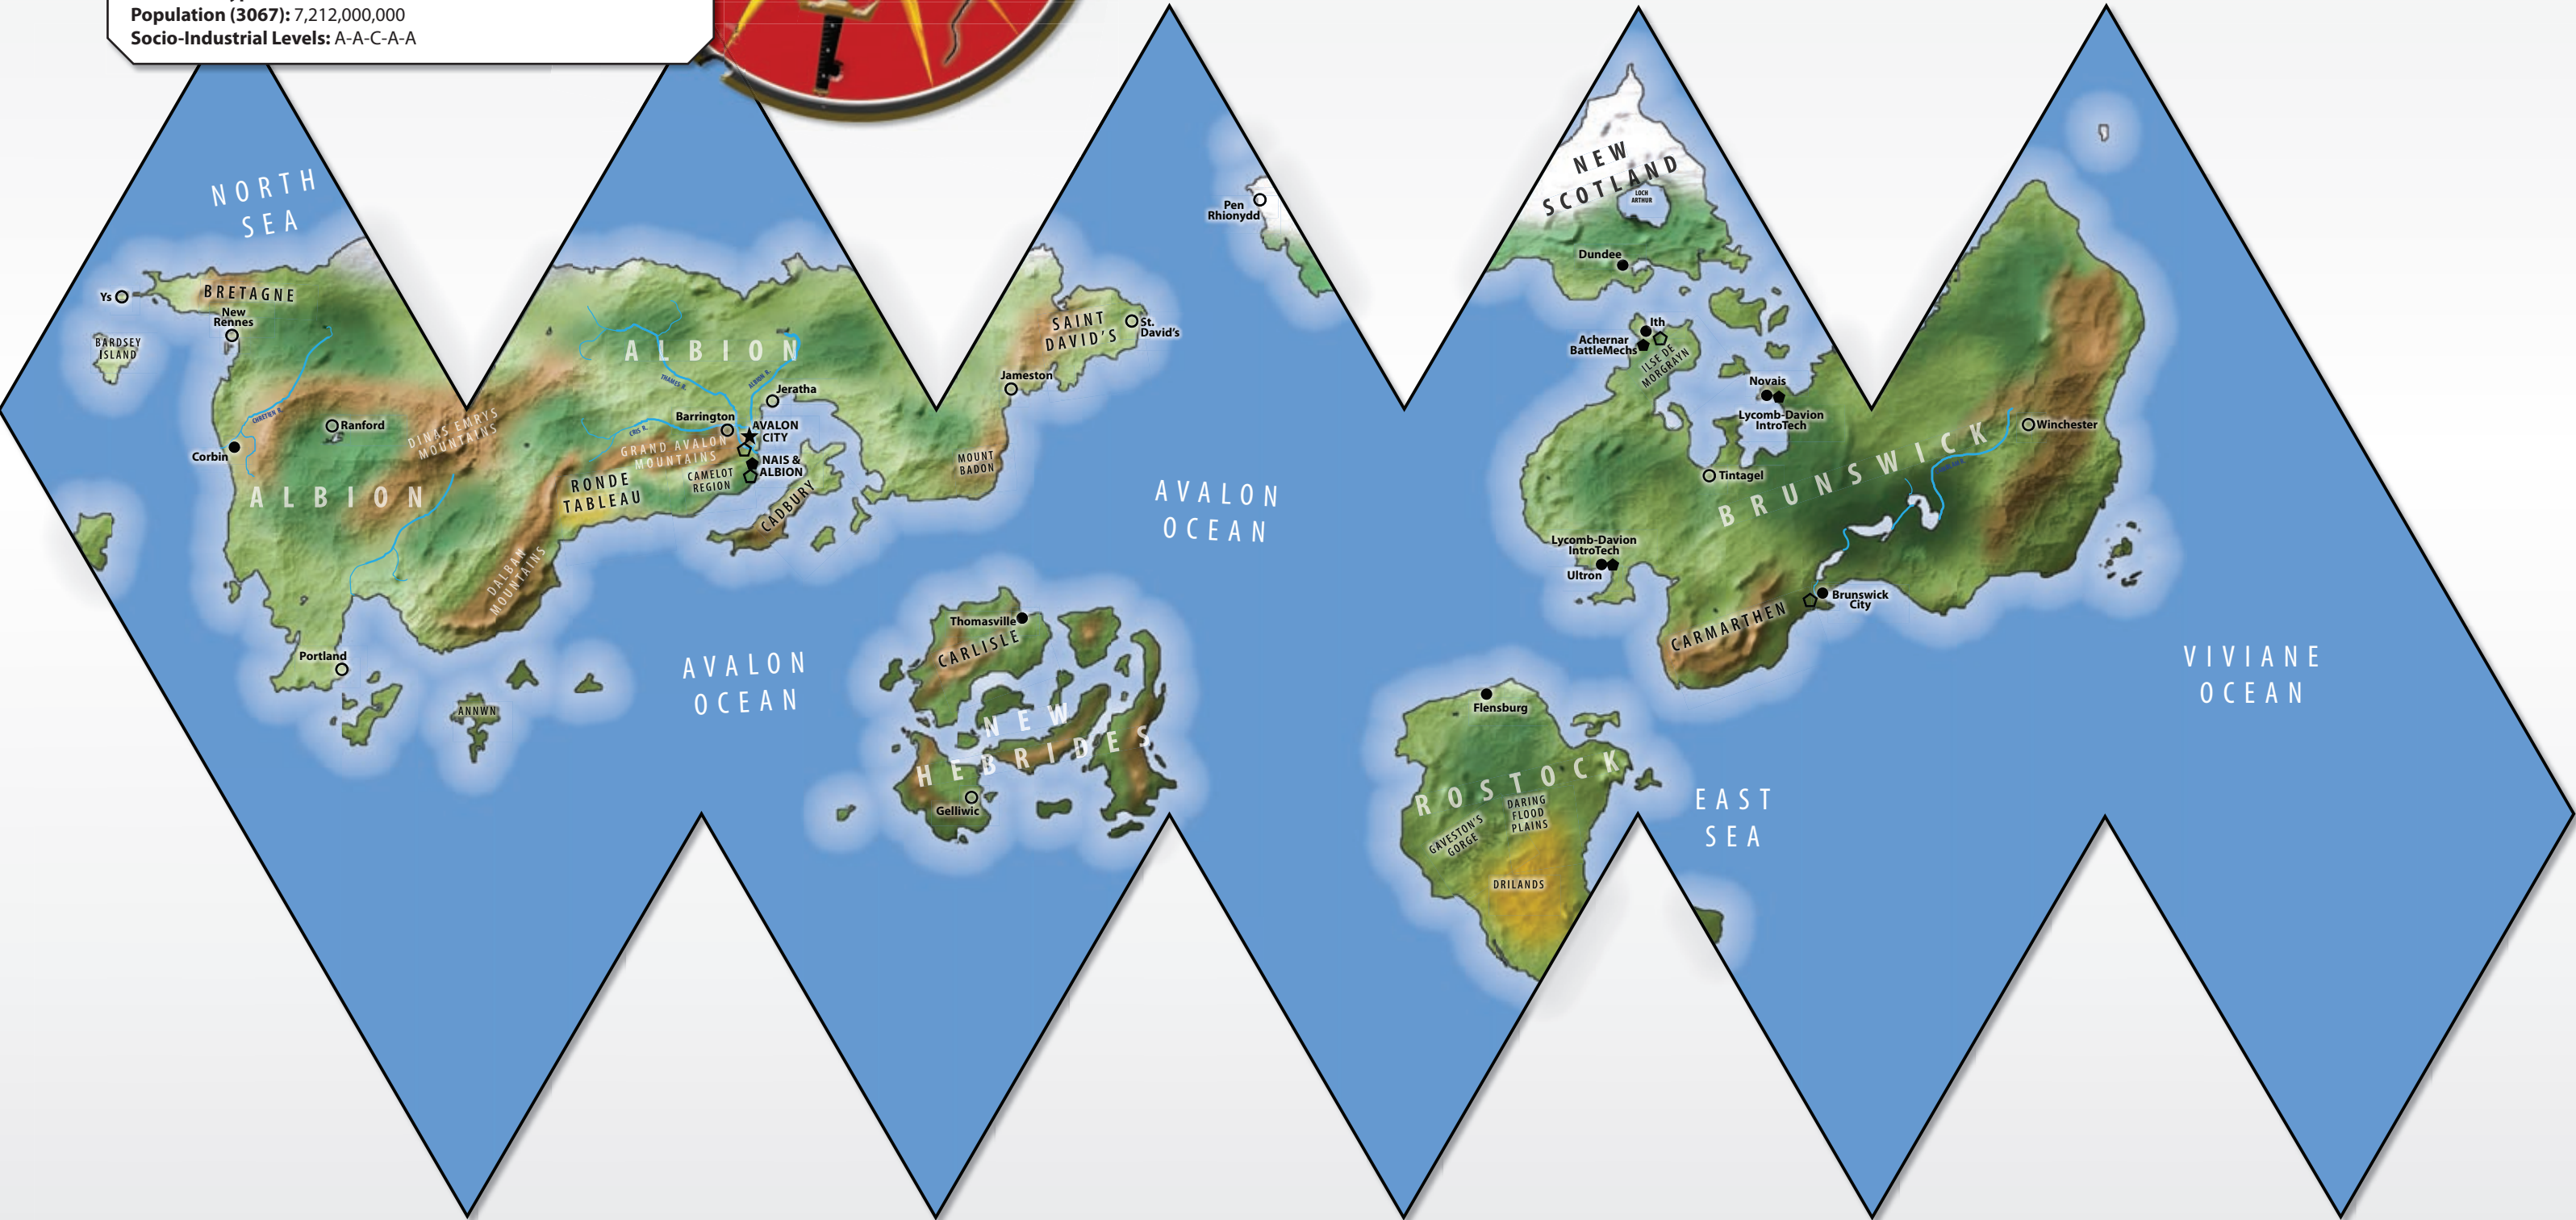 Population (3067): 7,212,000,000
Socio-Industrial Levels: A-A-C-A-A
NORTH
SEA
Ys
BRETAGNE
New
Rennes
BARDSEY
ISLAND
CHRETIEN R.
Ranford
Corbin
DINAS EMRYS
MOUNTAINS
ALBION
DALBAN
MOUNTAINS
Portland
ANNWN
ALBION
THAMES R.
ALBION R.
Jeratha
Barrington
CRIS R.
AVALON
CITY
GRAND AVALON
MOUNTAINS
NAIS &
ALBION
CAMELOT
REGION
RONDE
TABLEAU
CADBURY
SAINT
DAVID'S
St.
David's
Jameston
MOUNT
BADON
AVALON
OCEAN
AVALON
OCEAN
Thomasville
CARLISLE
NEW
HEBRIDES
Gelliwic
Pen
Rhionydd
NEW
SCOTLAND
LOCH
ARTHUR
Dundee
Ith
Achernar
BattleMechs
ILSE DE
MORGRAYN
Novais
Lycomb-Davion
IntroTech
Winchester
Tintagel
BRUNSWICK
Lycomb-Davion
IntroTech
Ultron
Brunswick
City
CARMARTHEN
Flensburg
ROSTOCK
DARING
FLOOD
PLAINS
GAVESTON'S
GORGE
DRILANDS
EAST
SEA
VIVIANE
OCEAN